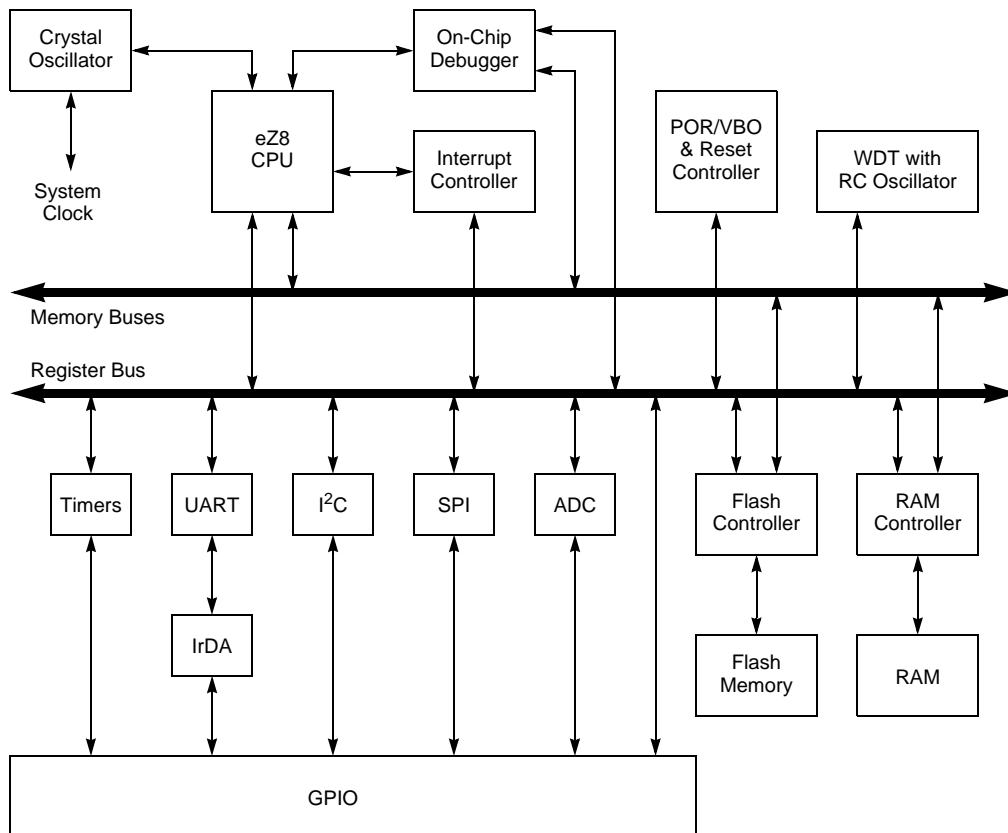 Crystal
Oscillator
On-Chip
Debugger
eZ8
CPU
Interrupt
Controller
POR/VBO
& Reset
Controller
WDT with
RC Oscillator
System
Clock
Memory Buses
Register Bus
Timers
UART
I²C
SPI
ADC
Flash
Controller
RAM
Controller
IrDA
Flash
Memory
RAM
GPIO